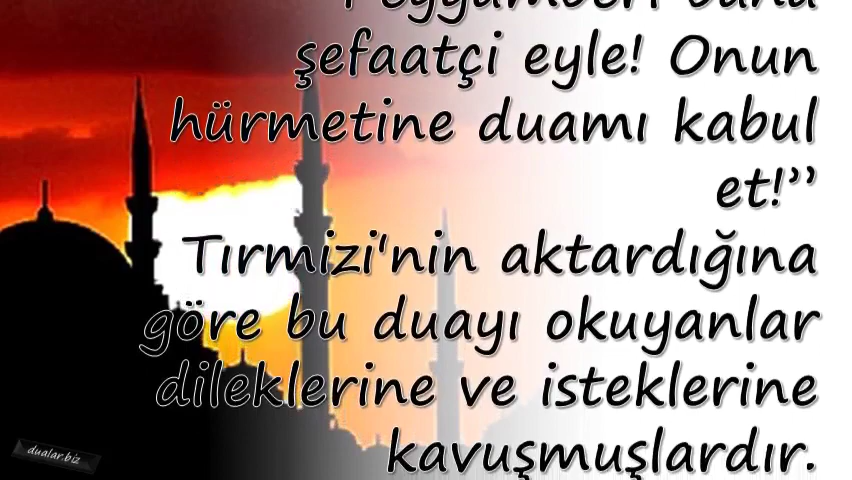 şefaatçi eyle! Onun
hürmetine duamı kabul
et!”
Tırmizi'nin aktardığına
göre bu duayı okuyanlar
dileklerine ve isteklerine
kavuşmuşlardır.
dualar.biz